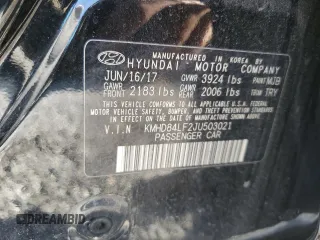 MANUFACTURED IN KOREA BY
HYUNDAI MOTOR COMPANY
JUN/16/17 GVWR 3924 lbs PAINT MZH
GAWR FRONT 2183 lbs GAWR REAR 2006 lbs TRIM TRY
THIS VEHICLE CONFORMS TO ALL APPLICABLE
FEDERAL MOTOR VEHICLE SAFETY, BUMPER,
AND THEFT PREVENTION STANDARDS IN EFFECT
ON THE DATE OF MANUFACTURE SHOWN ABOVE.
V.I.N KMHD84LF2JU503021
PASSENGER CAR
©DREAMBID